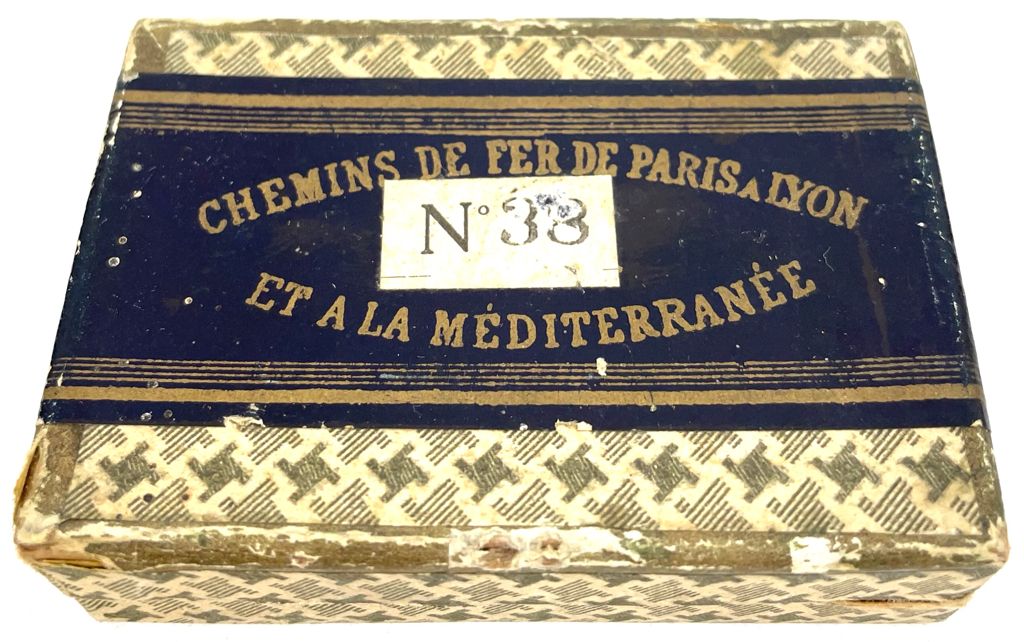 CHEMINS DE FER DE PARIS A LYON
N° 38
ET A LA MÉDITERRANÉE